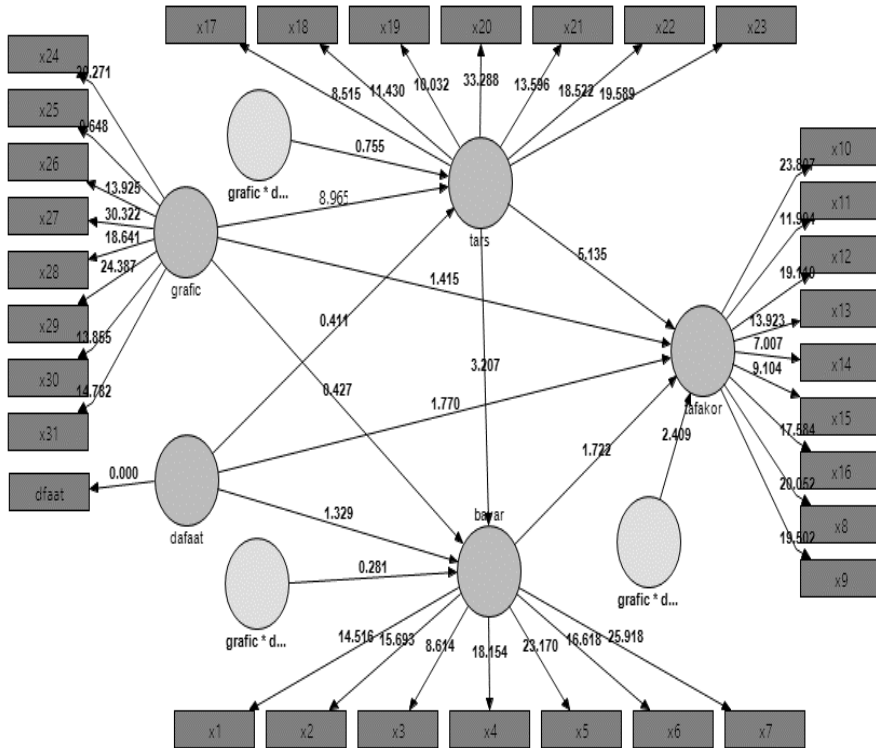 x17 x18 x19 x20 x21 x22 x23
x24
29.271
8.515 11.430 10.032 33.288 13.596 18.522 19.589
x25
9.648
x26
13.925
0.755
grafic * d...
x10
23.807
x27
30.322
8.965
tars
x11
11.994
x28
18.641
24.387
grafic
5.135
x12
19.110
x29
1.415
x13
13.923
x30
13.855
0.411
x14
7.007
x31
14.782
0.427
3.207
tafakor
9.104
x15
dfaat
0.000
1.770
1.722
2.409
17.584
x16
dafaat
1.329
bavar
20.052
x8
0.281
grafic * d...
19.502
x9
grafic * d...
14.516 15.693 8.614 18.154 23.170 16.618 25.918
x1 x2 x3 x4 x5 x6 x7